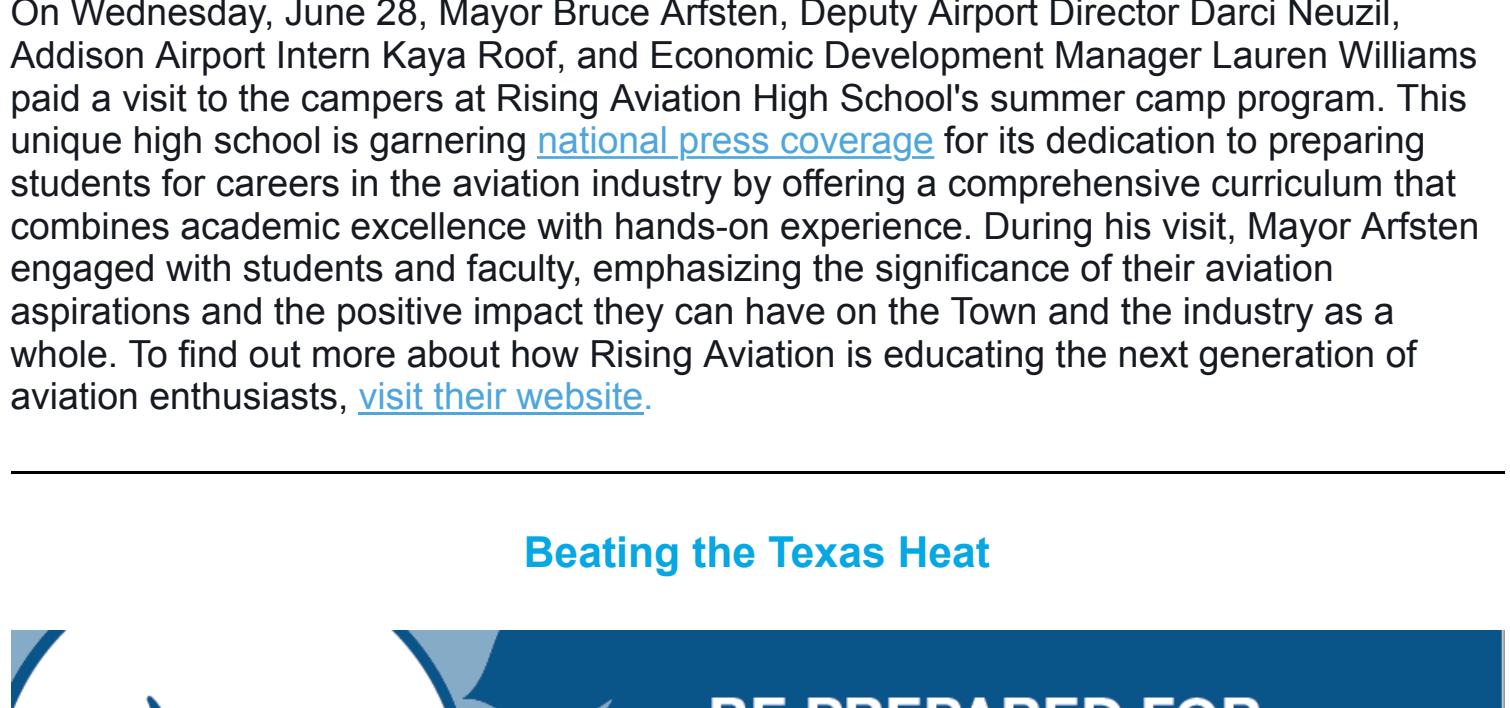 On Wednesday, June 28, Mayor Bruce Arfsten, Deputy Airport Director Darci Neuzil,
Addison Airport Intern Kaya Roof, and Economic Development Manager Lauren Williams
paid a visit to the campers at Rising Aviation High School's summer camp program. This
unique high school is garnering national press coverage for its dedication to preparing
students for careers in the aviation industry by offering a comprehensive curriculum that
combines academic excellence with hands-on experience. During his visit, Mayor Arfsten
engaged with students and faculty, emphasizing the significance of their aviation
aspirations and the positive impact they can have on the Town and the industry as a
whole. To find out more about how Rising Aviation is educating the next generation of
aviation enthusiasts, visit their website.
Beating the Texas Heat
BE PREPARED FOR